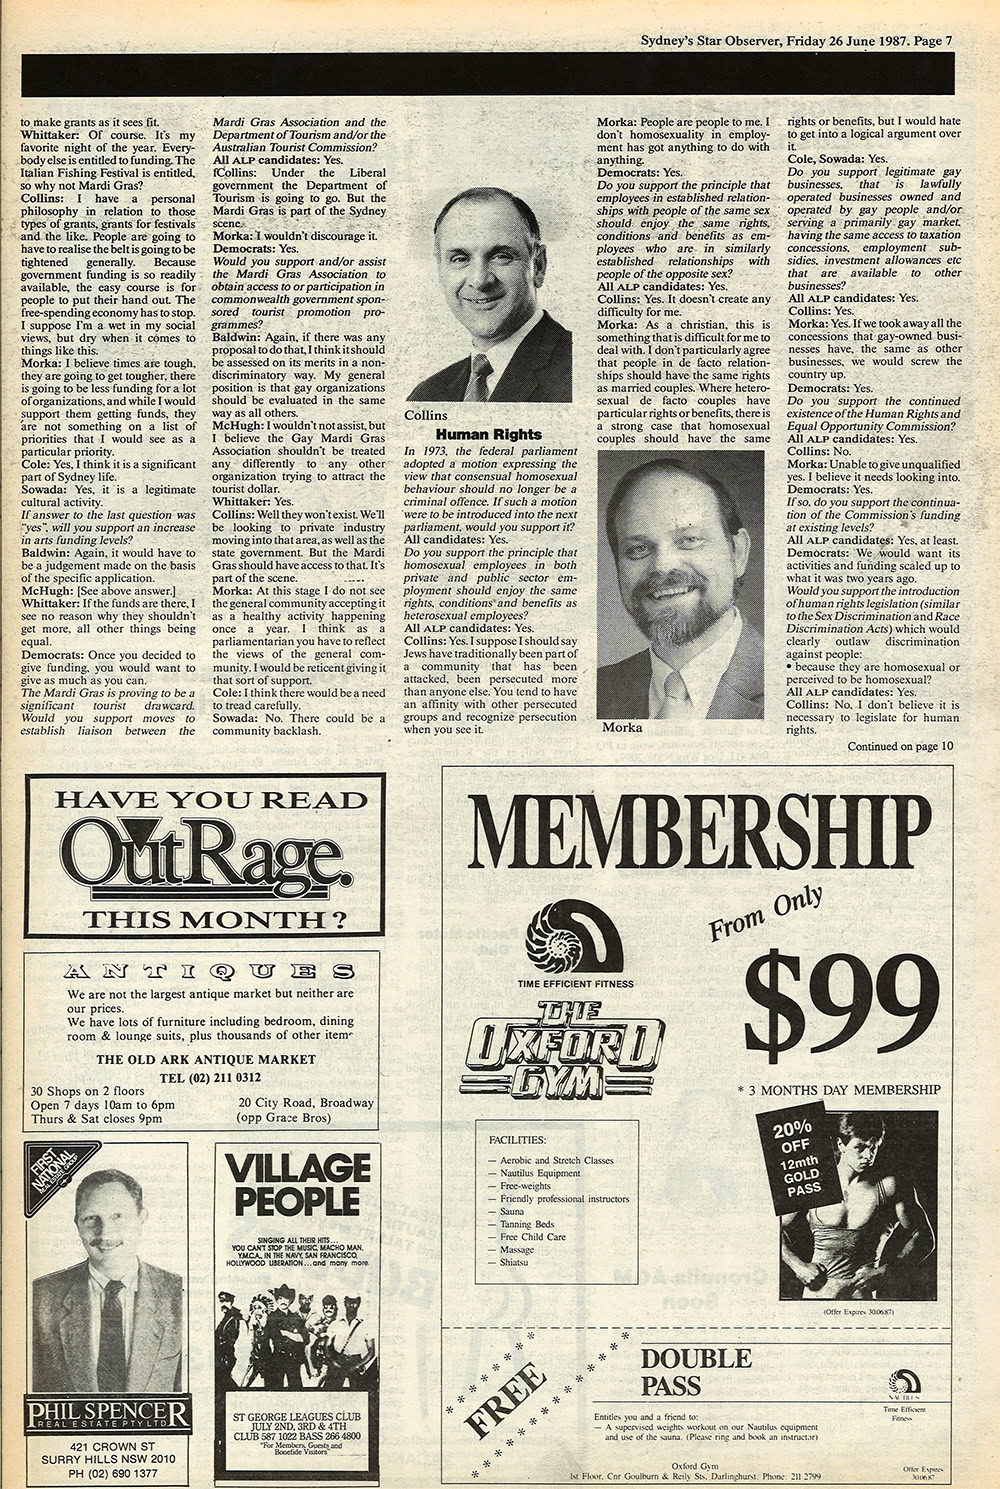 Sydney's Star Observer, Friday 26 June 1987. Page 7
to make grants as it sees fit.
Whittaker: Of course. It's my
favorite night of the year. Every-
body else is entitled to funding. The
Italian Fishing Festival is entitled,
so why not Mardi Gras?
Collins: I have a personal
philosophy in relation to those
types of grants, grants for festivals
and the like. People are going to
have to realise the belt is going to be
tightened generally. Because
government funding is so readily
available, the easy course is for
people to put their hand out. The
free-spending economy has to stop.
I suppose I'm a wet in my social
views, but dry when it comes to
things like this.
Morka: I believe times are tough,
they are going to get tougher, there
is going to be less funding for a lot
of organizations, and while I would
support them getting funds, they
are not something on a list of
priorities that I would see as a
particular priority.
Cole: Yes, I think it is a significant
part of Sydney life.
Sowada: Yes, it is a legitimate
cultural activity.
If answer to the last question was
"yes", will you support an increase
in arts funding levels?
Baldwin: Again, it would have to
be a judgement made on the basis
of the specific application.
McHugh: [See above answer.]
Whittaker: If the funds are there, I
see no reason why they shouldn't
get more, all other things being
equal.
Democrats: Once you decided to
give funding, you would want to
give as much as you can.
The Mardi Gras is proving to be a
significant tourist drawcard.
Would you support moves to
establish liaison between the
Mardi Gras Association and the
Department of Tourism and/or the
Australian Tourist Commission?
All ALP candidates: Yes.
fCollins: Under the Liberal
government the Department of
Tourism is going to go. But the
Mardi Gras is part of the Sydney
scene.
Morka: I wouldn't discourage it.
Democrats: Yes.
Would you support and/or assist
the Mardi Gras Association to
obtain access to or participation in
commonwealth government spon-
sored tourist promotion pro-
grammes?
Baldwin: Again, if there was any
proposal to do that, I think it should
be assessed on its merits in a non-
discriminatory way. My general
position is that gay organizations
should be evaluated in the same
way as all others.
McHugh: I wouldn't not assist, but
I believe the Gay Mardi Gras
Association shouldn't be treated
any differently to any other
organization trying to attract the
tourist dollar.
Whittaker: Yes.
Collins: Well they won't exist. We'll
be looking to private industry
moving into that area, as well as the
state government. But the Mardi
Gras should have access to that. It's
part of the scene.
Morka: At this stage I do not see
the general community accepting it
as a healthy activity happening
once a year. I think as a
parliamentarian you have to reflect
the views of the general com-
munity. I would be reticent giving it
that sort of support.
Cole: I think there would be a need
to tread carefully.
Sowada: No. There could be a
community backlash.
Collins
Human Rights
In 1973, the federal parliament
adopted a motion expressing the
view that consensual homosexual
behaviour should no longer be a
criminal offence. If such a motion
were to be introduced into the next
parliament, would you support it?
All candidates: Yes.
Do you support the principle that
homosexual employees in both
private and public sector em-
ployment should enjoy the same
rights, conditions and benefits as
heterosexual employees?
All ALP candidates: Yes.
Collins: Yes. I suppose I should say
Jews have traditionally been part of
a community that has been
attacked, been persecuted more
than anyone else. You tend to have
an affinity with other persecuted
groups and recognize persecution
when you see it.
Morka: People are people to me. I
don't homosexuality in employ-
ment has got anything to do with
anything.
Democrats: Yes.
Do you support the principle that
employees in established relation-
ships with people of the same sex
should enjoy the same rights,
conditions and benefits as em-
ployees who are in similarly
established relationships with
people of the opposite sex?
All ALP candidates: Yes.
Collins: Yes. It doesn't create any
difficulty for me.
Morka: As a christian, this is
something that is difficult for me to
deal with. I don't particularly agree
that people in de facto relation-
ships should have the same rights
as married couples. Where hetero-
sexual de facto couples have
particular rights or benefits, there is
a strong case that homosexual
couples should have the same
Morka
rights or benefits, but I would hate
to get into a logical argument over
it.
Cole, Sowada: Yes.
Do you support legitimate gay
businesses, that is lawfully
operated businesses owned and
operated by gay people and/or
serving a primarily gay market,
having the same access to taxation
concessions, employment sub-
sidies, investment allowances etc
that are available to other
businesses?
All ALP candidates: Yes.
Collins: Yes.
Morka: Yes. If we took away all the
concessions that gay-owned busi-
nesses have, the same as other
businesses, we would screw the
country up.
Democrats: Yes.
Do you support the continued
existence of the Human Rights and
Equal Opportunity Commission?
All ALP candidates: Yes.
Collins: No.
Morka: Unable to give unqualified
yes. I believe it needs looking into.
Democrats: Yes.
If so, do you support the continua-
tion of the Commission's funding
at existing levels?
All ALP candidates: Yes, at least.
Democrats: We would want its
activities and funding scaled up to
what it was two years ago.
Would you support the introduction
of human rights legislation (similar
to the Sex Discrimination and Race
Discrimination Acts) which would
clearly outlaw discrimination
against people:
• because they are homosexual or
perceived to be homosexual?
All ALP candidates: Yes.
Collins: No. I don't believe it is
necessary to legislate for human
rights.
Continued on page 10
HAVE YOU READ
OutRage.
THIS MONTH?
ANTIQUES
We are not the largest antique market but neither are
our prices.
We have lots of furniture including bedroom, dining
room & lounge suits, plus thousands of other item
THE OLD ARK ANTIQUE MARKET
TEL (02) 211 0312
30 Shops on 2 floors
Open 7 days 10am to 6pm
Thurs & Sat closes 9pm
20 City Road, Broadway
(opp Grace Bros)
FIRST
NATIONAL
PHIL SPENCER
REAL ESTATE PTY LTD
421 CROWN ST
SURRY HILLS NSW 2010
PH (02) 690 1377
VILLAGE
PEOPLE
SINGING ALL THEIR HITS...
YOU CAN'T STOP THE MUSIC, MACHO MAN,
Y.M.C.A., IN THE NAVY, SAN FRANCISCO,
HOLLYWOOD LIBERATION...and many more.
ST GEORGE LEAGUES CLUB
JULY 2ND, 3RD & 4TH
CLUB 587 1022 BASS 266 4800
"For Members, Guests and
Bonefide Visitors"
MEMBERSHIP
From Only
$99
TIME EFFICIENT FITNESS
THE
OXFORD
GYM
* 3 MONTHS DAY MEMBERSHIP
FACILITIES:
— Aerobic and Stretch Classes
— Nautilus Equipment
— Free-weights
— Friendly professional instructors
— Sauna
— Tanning Beds
— Free Child Care
— Massage
— Shiatsu
20%
OFF
12mth
GOLD
PASS
(Offer Expires 30.06.87)
FREE
DOUBLE
PASS
NAUTILUS
Time Efficient
Fitness
Entitles you and a friend to:
— A supervised weights workout on our Nautilus equipment
and use of the sauna. (Please ring and book an instructor)
Oxford Gym
1st Floor, Cnr Goulburn & Reily Sts, Darlinghurst. Phone: 211 2799
Offer Expires
30.06.87